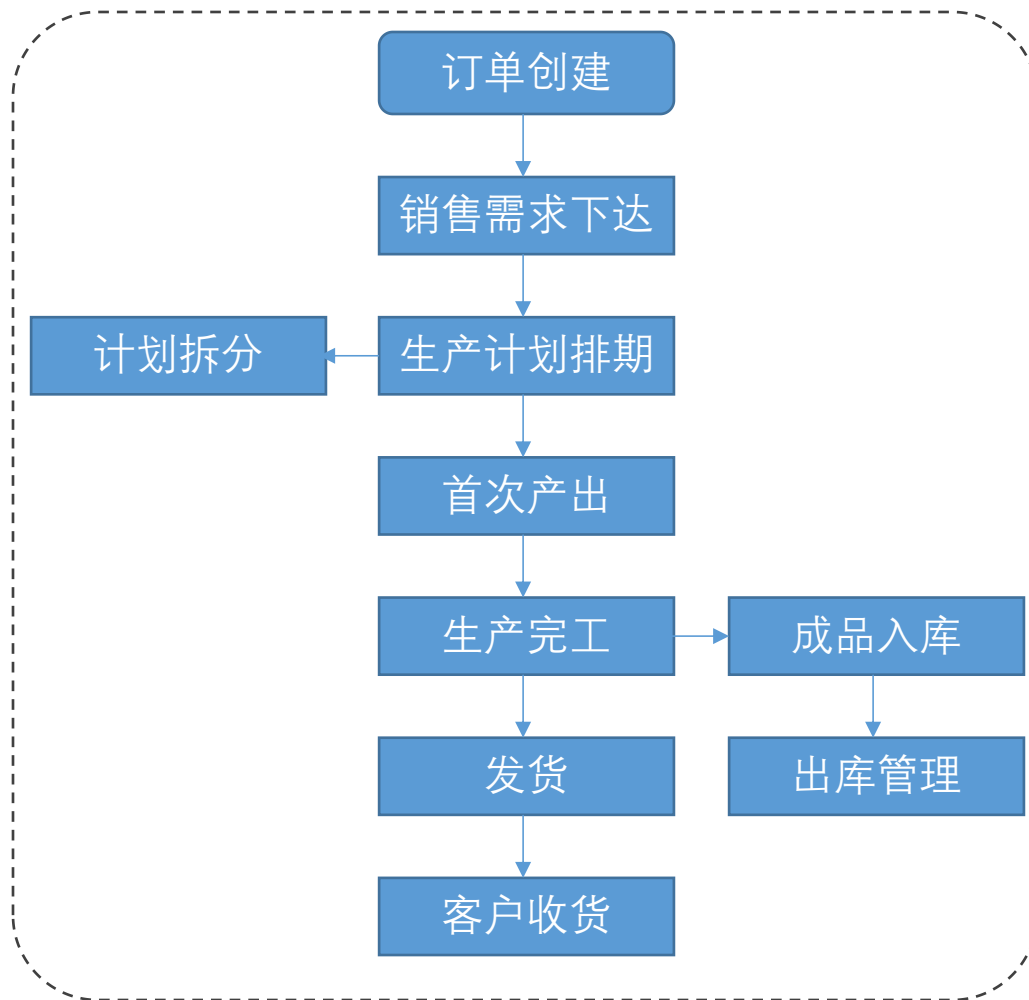 订单创建
销售需求下达
计划拆分
生产计划排期
首次产出
生产完工
成品入库
发货
出库管理
客户收货